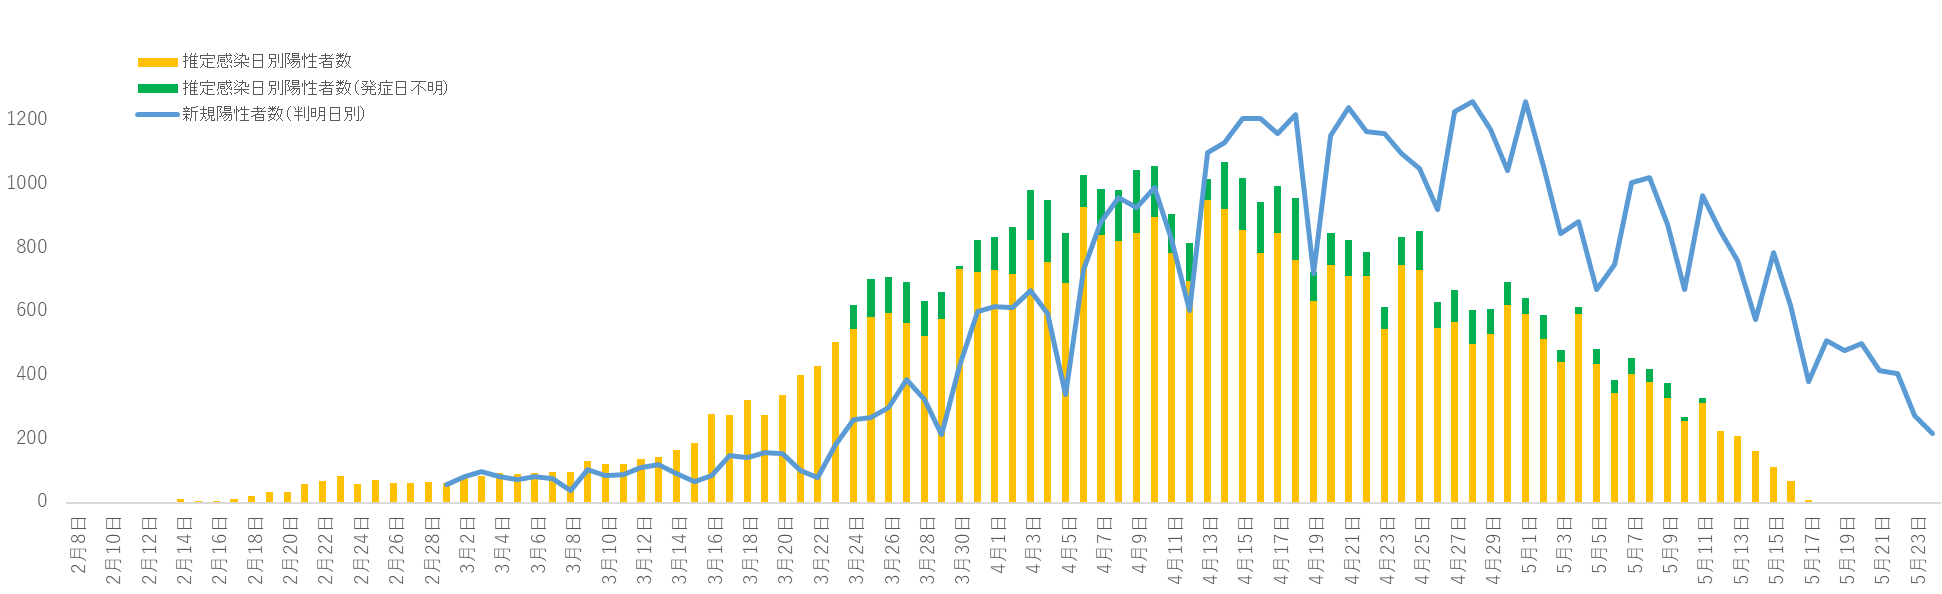 推定感染日別陽性者数
推定感染日別陽性者数(発症日不明)
新規陽性者数(判明日別)
1200
1000
800
600
400
200
0
2月8日
2月10日
2月12日
2月14日
2月16日
2月18日
2月20日
2月22日
2月24日
2月26日
2月28日
3月2日
3月4日
3月6日
3月8日
3月10日
3月12日
3月14日
3月16日
3月18日
3月20日
3月22日
3月24日
3月26日
3月28日
3月30日
4月1日
4月3日
4月5日
4月7日
4月9日
4月11日
4月13日
4月15日
4月17日
4月19日
4月21日
4月23日
4月25日
4月27日
4月29日
5月1日
5月3日
5月5日
5月7日
5月9日
5月11日
5月13日
5月15日
5月17日
5月19日
5月21日
5月23日